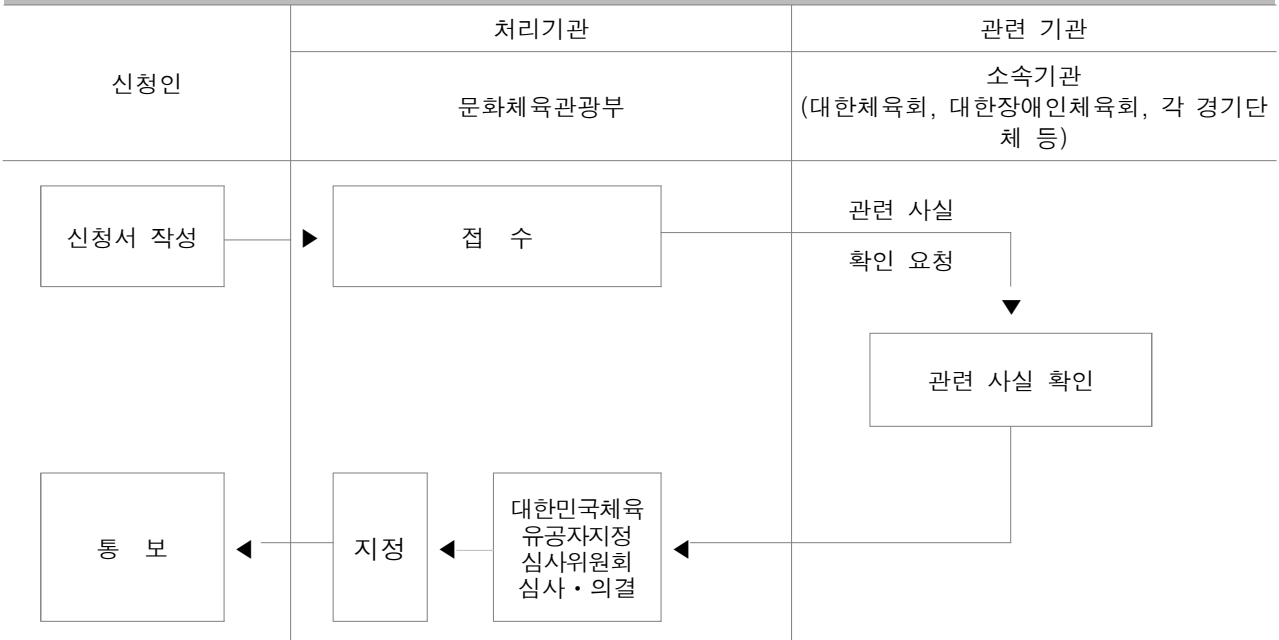 신청인
처리기관
관련 기관
문화체육관광부
소속기관
(대한체육회, 대한장애인체육회, 각 경기단
체 등)
신청서 작성
접 수
관련 사실
확인 요청
관련 사실 확인
통 보
지정
대한민국체육
유공자지정
심사위원회
심사·의결